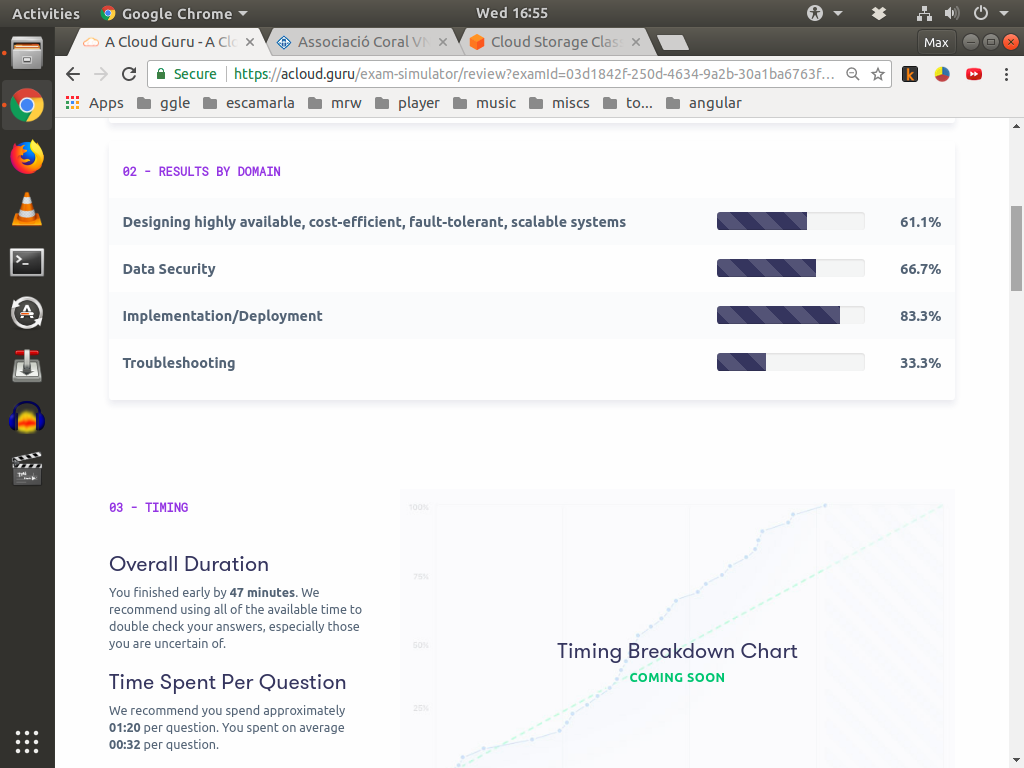 Activities Google Chrome Wed 16:55
A Cloud Guru - A Clo Associació Coral VN Cloud Storage Clas Max
Secure https://acloud.guru/exam-simulator/review?examId=03d1842f-250d-4634-9a2b-30a1ba6763f...
Apps ggle escamarla mrw player music miscs to... angular
02 - RESULTS BY DOMAIN
Designing highly available, cost-efficient, fault-tolerant, scalable systems 61.1%
Data Security 66.7%
Implementation/Deployment 83.3%
Troubleshooting 33.3%
03 - TIMING
Overall Duration
You finished early by 47 minutes. We
recommend using all of the available time to
double check your answers, especially those
you are uncertain of.
Time Spent Per Question
We recommend you spend approximately
01:20 per question. You spent on average
00:32 per question.
100%
75%
50%
25%
Timing Breakdown Chart
COMING SOON